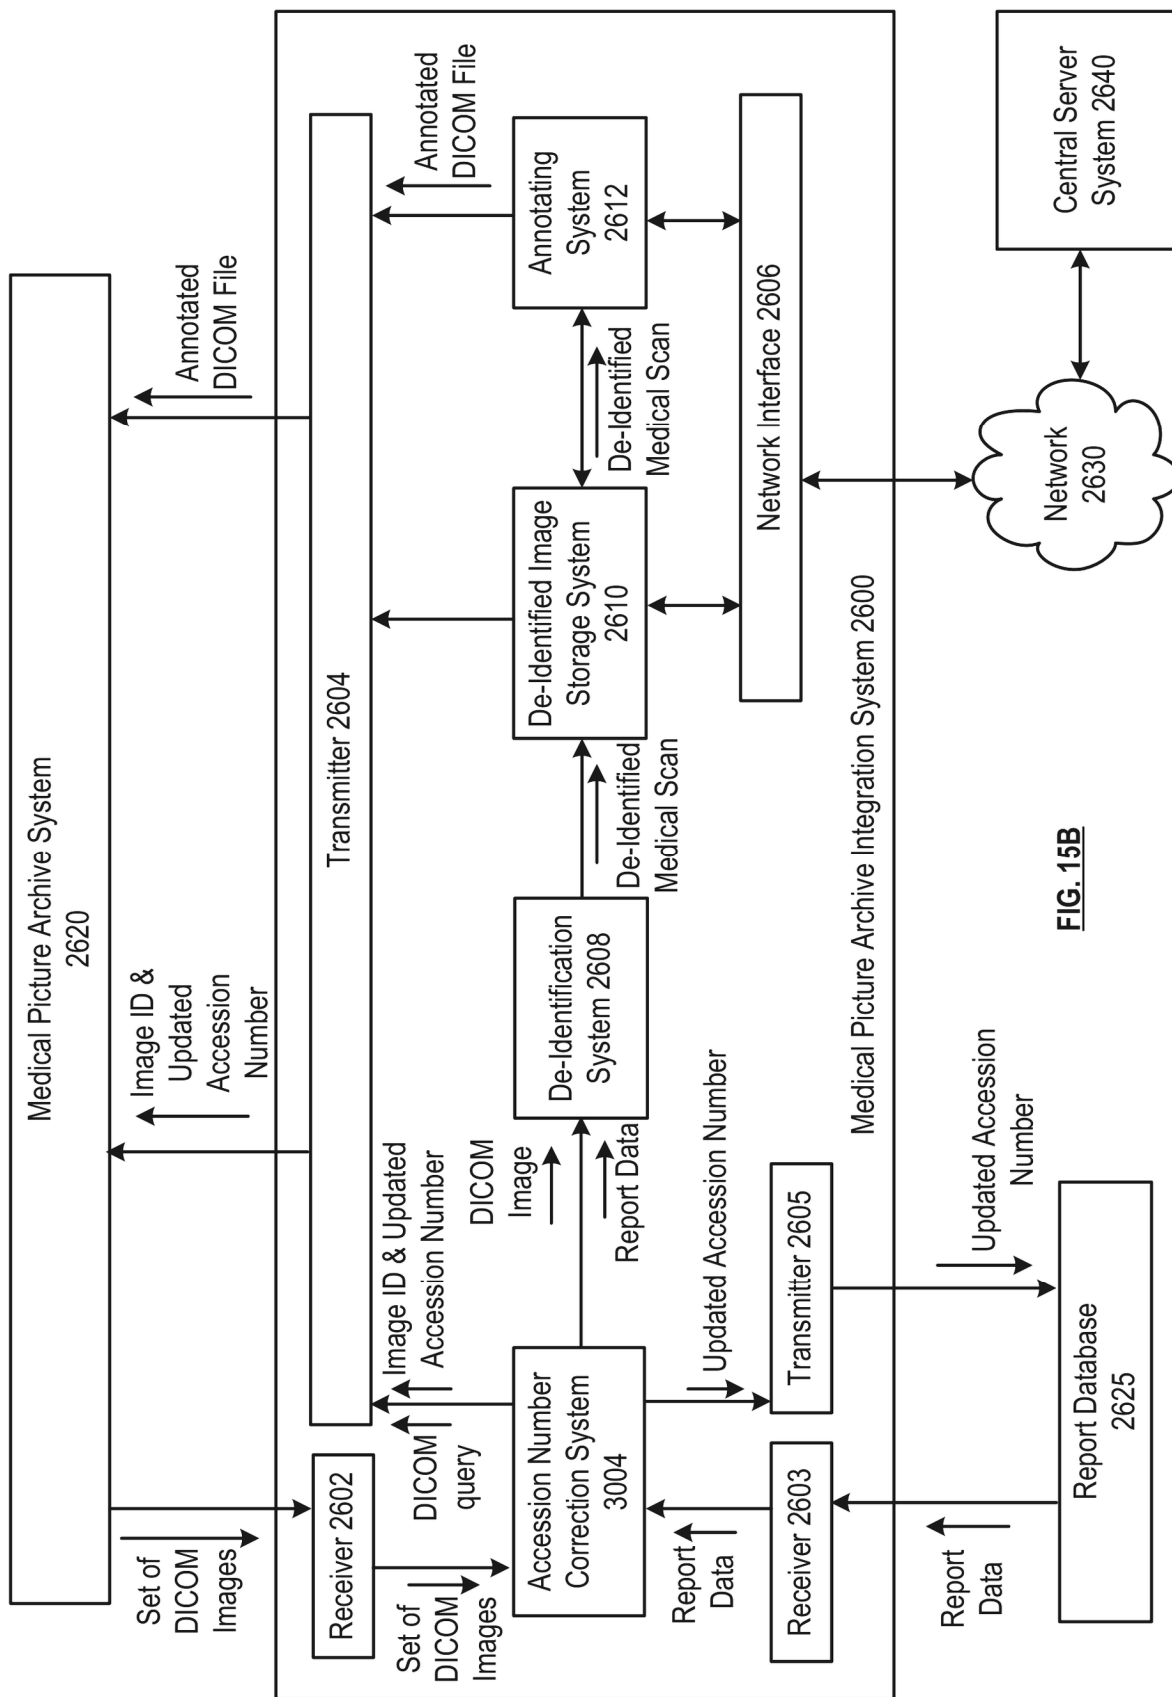 Medical Picture Archive System
2620
Set of
DICOM
Images
Image ID &
Updated
Accession
Number
Annotated
DICOM File
Receiver 2602
Transmitter 2604
Set of
DICOM
Images
DICOM
query
Image ID & Updated
Accession Number
Annotated
DICOM File
Accession Number
Correction System
3004
DICOM
Image
Report Data
De-Identification
System 2608
De-Identified
Medical Scan
De-Identified Image
Storage System
2610
De-Identified
Medical Scan
Annotating
System
2612
Report
Data
Updated Accession Number
Receiver 2603
Transmitter 2605
Network Interface 2606
Medical Picture Archive Integration System 2600
Report
Data
Updated Accession
Number
Report Database
2625
Network
2630
Central Server
System 2640
FIG. 15B